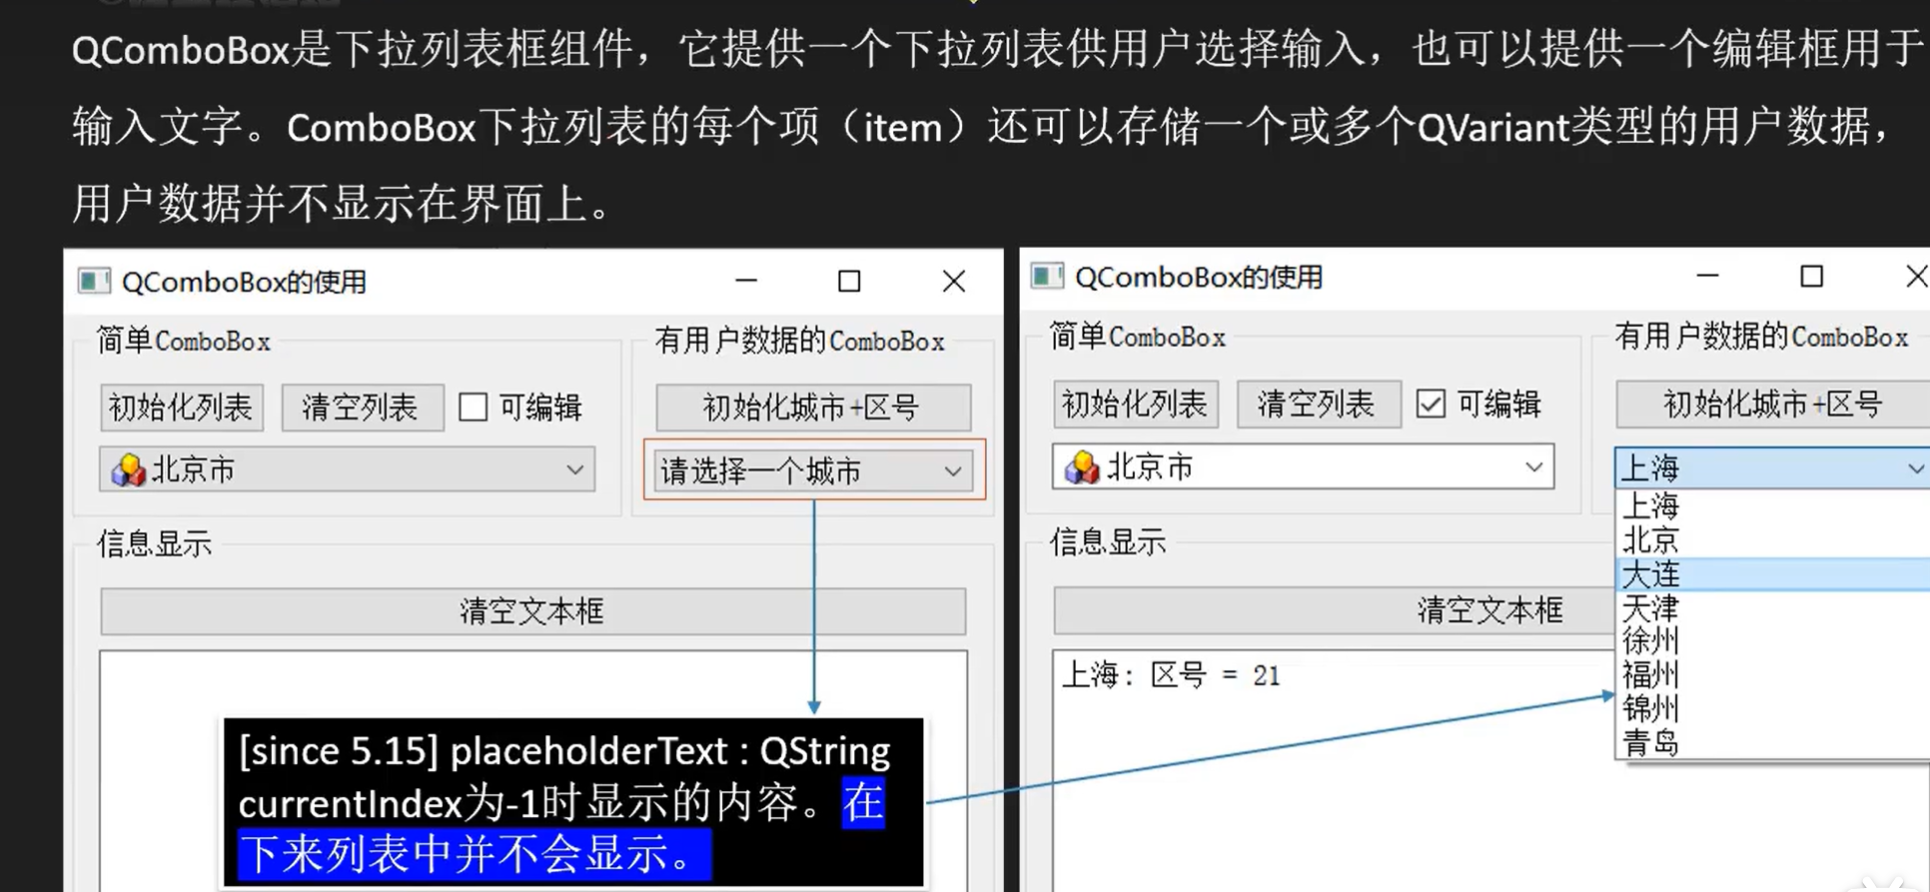 QComboBox是下拉列表框组件，它提供一个下拉列表供用户选择输入，也可以提供一个编辑框用于
输入文字。ComboBox下拉列表的每个项（item）还可以存储一个或多个QVariant类型的用户数据，
用户数据并不显示在界面上。
QComboBox的使用
简单ComboBox
有用户数据的ComboBox
初始化列表
清空列表
可编辑
初始化城市+区号
北京市
请选择一个城市
信息显示
清空文本框
[since 5.15] placeholderText : QString
currentIndex为-1时显示的内容。在
下来列表中并不会显示。
QComboBox的使用
简单ComboBox
有用户数据的ComboBox
初始化列表
清空列表
可编辑
初始化城市+区号
北京市
上海
上海
北京
大连
天津
徐州
福州
锦州
青岛
信息显示
清空文本框
上海: 区号 = 21